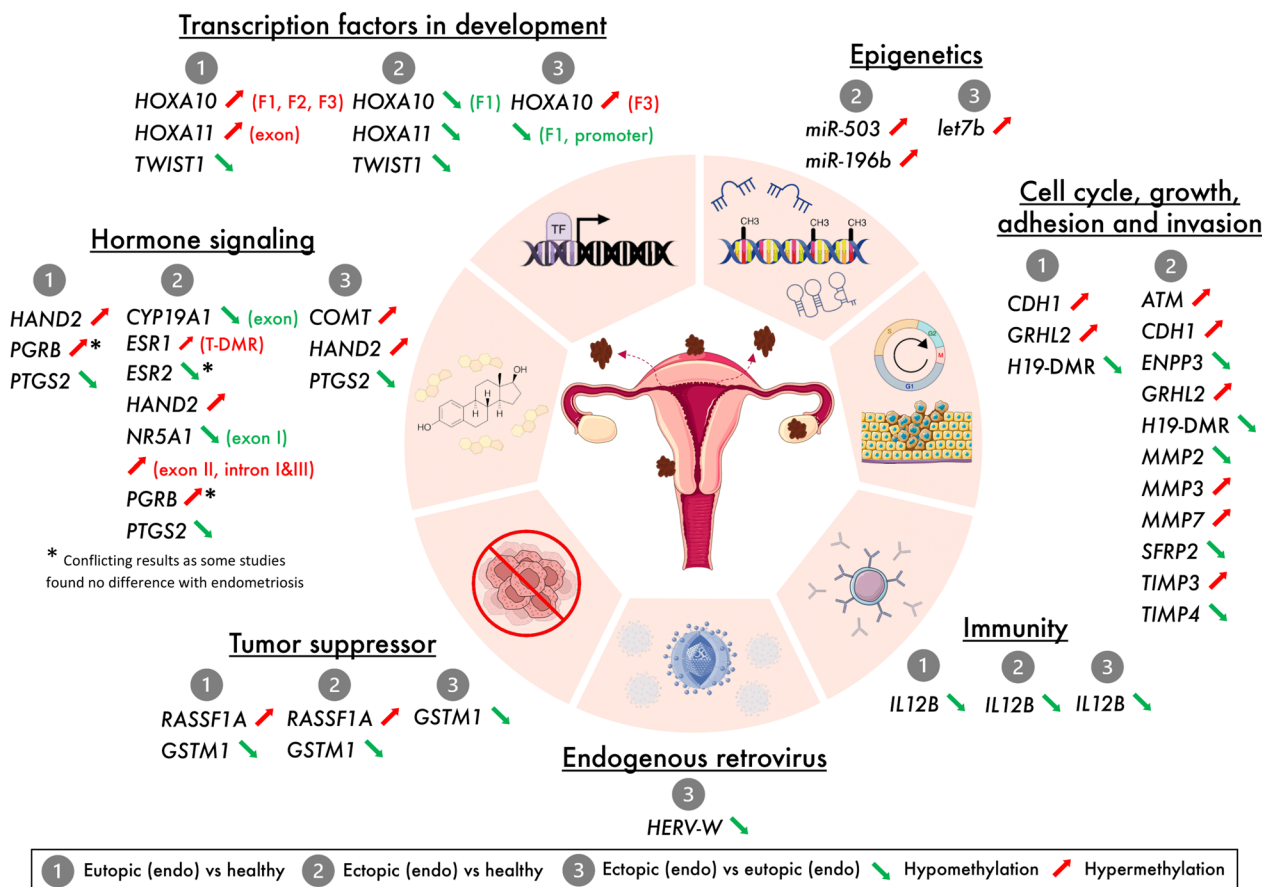 Transcription factors in development
1 2 3
HOXA10 (F1, F2, F3) HOXA10 (F1) HOXA10 (F3)
HOXA11 (exon) HOXA11 (F1, promoter)
TWIST1 TWIST1
Epigenetics
2 3
miR-503 let7b
miR-196b
Cell cycle, growth,
adhesion and invasion
1 2
CDH1 ATM
GRHL2 CDH1
H19-DMR ENPP3
GRHL2
H19-DMR
MMP2
MMP3
MMP7
SFRP2
TIMP3
TIMP4
Hormone signaling
1 2 3
HAND2 CYP19A1 (exon) COMT
PGRB * ESR1 (T-DMR) HAND2
PTGS2 ESR2 * PTGS2
HAND2
NR5A1 (exon I)
(exon II, intron I&III)
PGRB *
PTGS2
* Conflicting results as some studies
found no difference with endometriosis
TF
CH3 CH3 CH3
S G2 M G1
OH
H
H H
HO
Immunity
1 2 3
IL12B IL12B IL12B
Tumor suppressor
1 2 3
RASSF1A RASSF1A GSTM1
GSTM1 GSTM1
Endogenous retrovirus
3
HERV-W
1 Eutopic (endo) vs healthy 2 Ectopic (endo) vs healthy 3 Ectopic (endo) vs eutopic (endo) Hypomethylation Hypermethylation